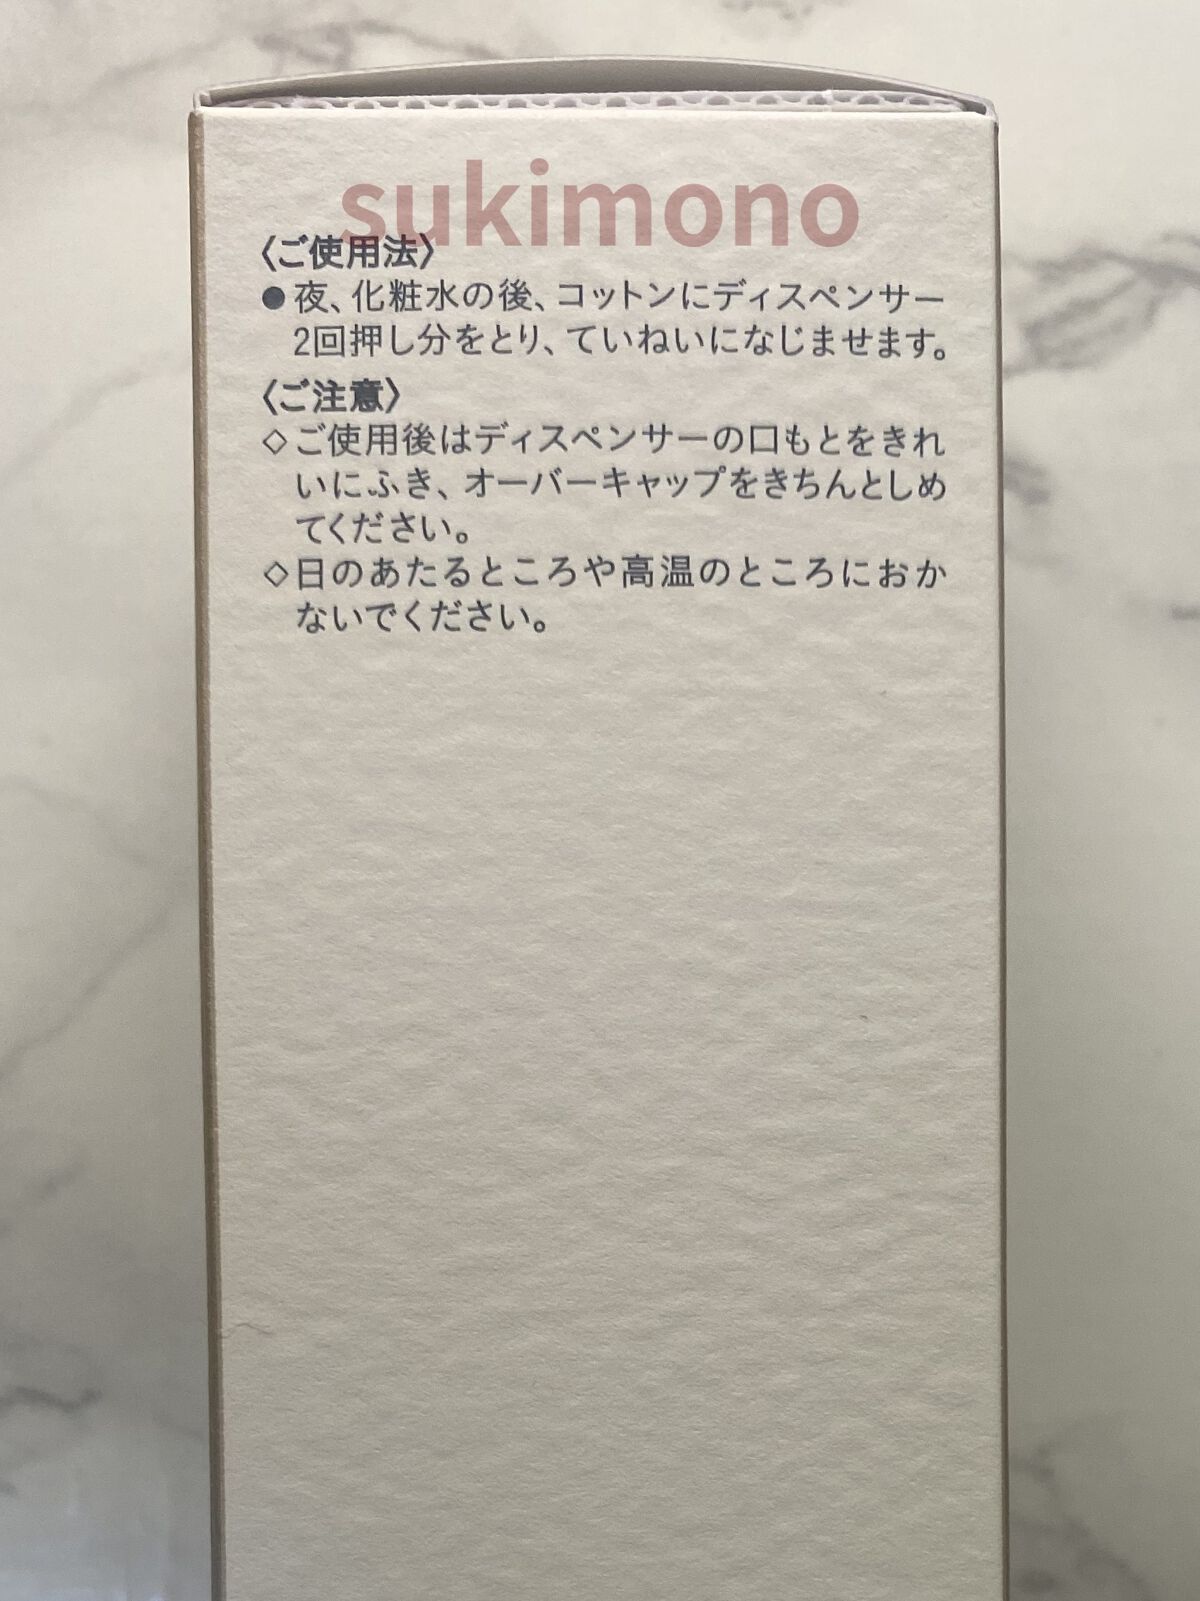 sukimono
〈ご使用法〉
●夜、化粧水の後、コットンにディスペンサー
2回押し分をとり、ていねいになじませます。
〈ご注意〉
◇ご使用後はディスペンサーの口もとをきれ
いにふき、オーバーキャップをきちんとしめ
てください。
◇日のあたるところや高温のところにおか
ないでください。